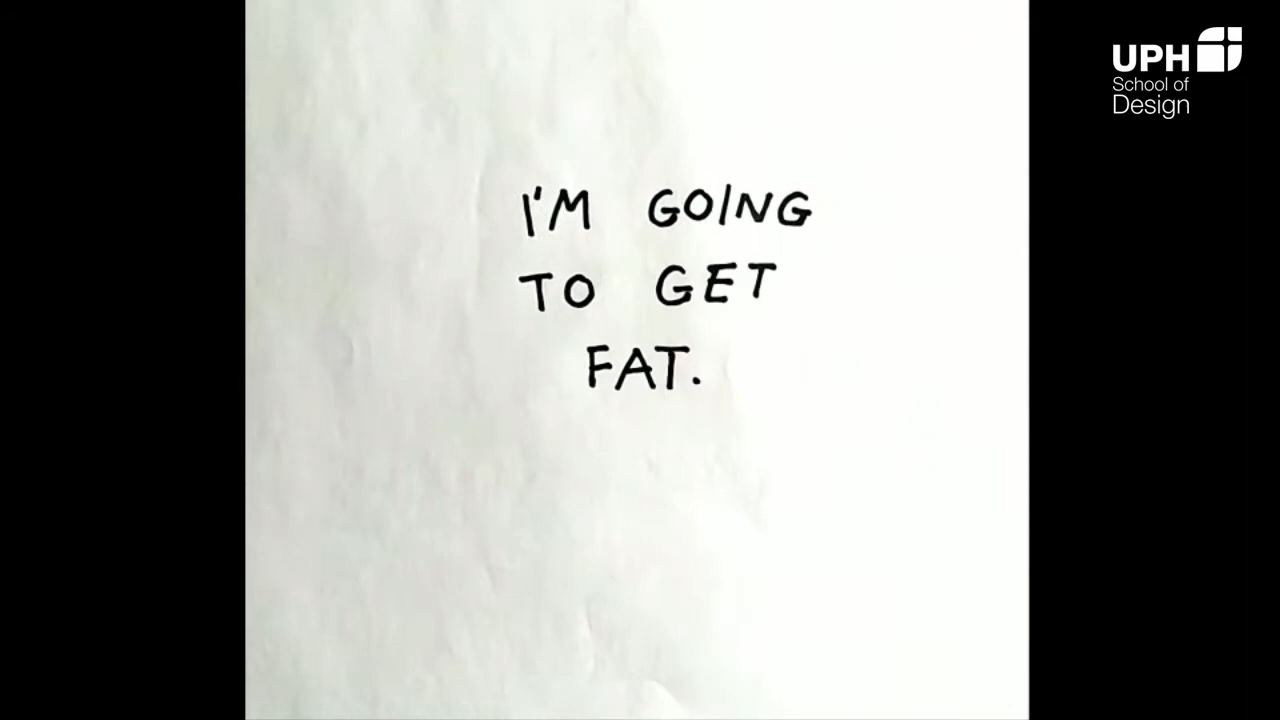 I'M GOING
TO GET
FAT.
UPH
School of
Design